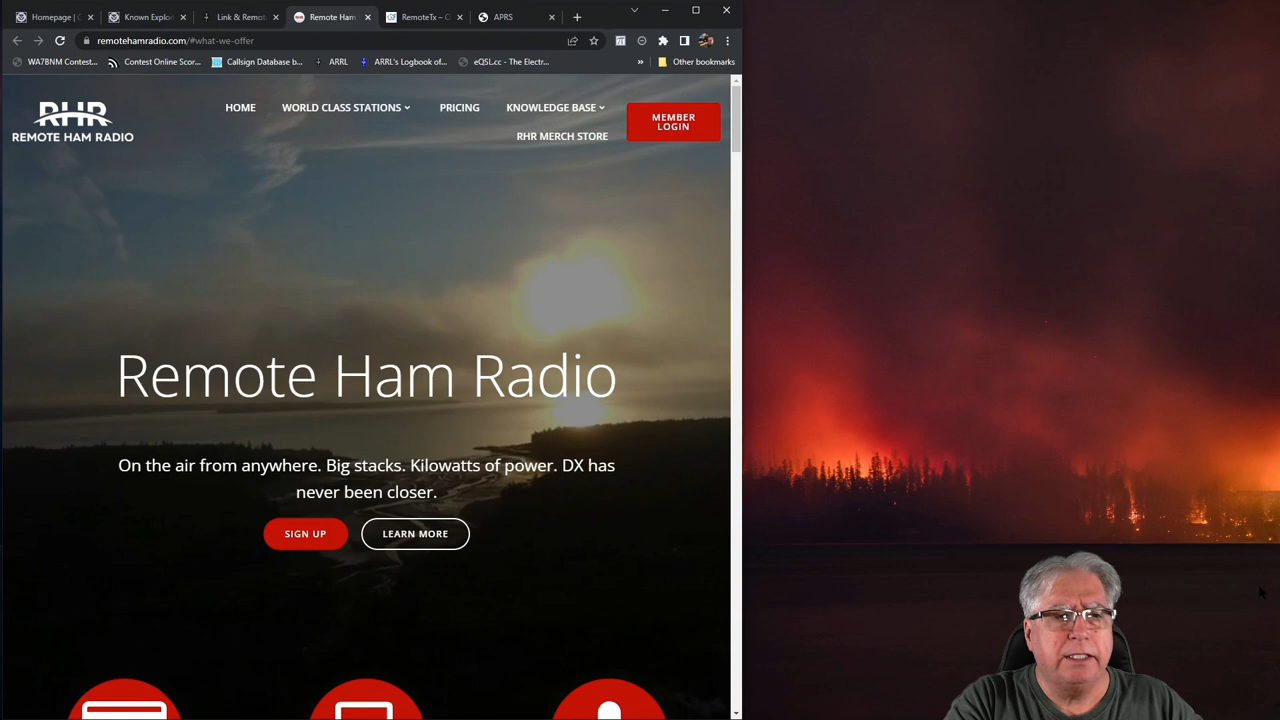 Homepage | G
Known Explo
Link & Remot
Remote Ham
RemoteTx – O
APRS
remotehamradio.com/#what-we-offer
WA7BNM Contest...
Contest Online Scor...
Callsign Database b...
ARRL
ARRL's Logbook of...
eQSL.cc - The Electr...
»
Other bookmarks
RHR
REMOTE HAM RADIO
HOME
WORLD CLASS STATIONS
PRICING
KNOWLEDGE BASE
RHR MERCH STORE
MEMBER
LOGIN
Remote Ham Radio
On the air from anywhere. Big stacks. Kilowatts of power. DX has
never been closer.
SIGN UP
LEARN MORE